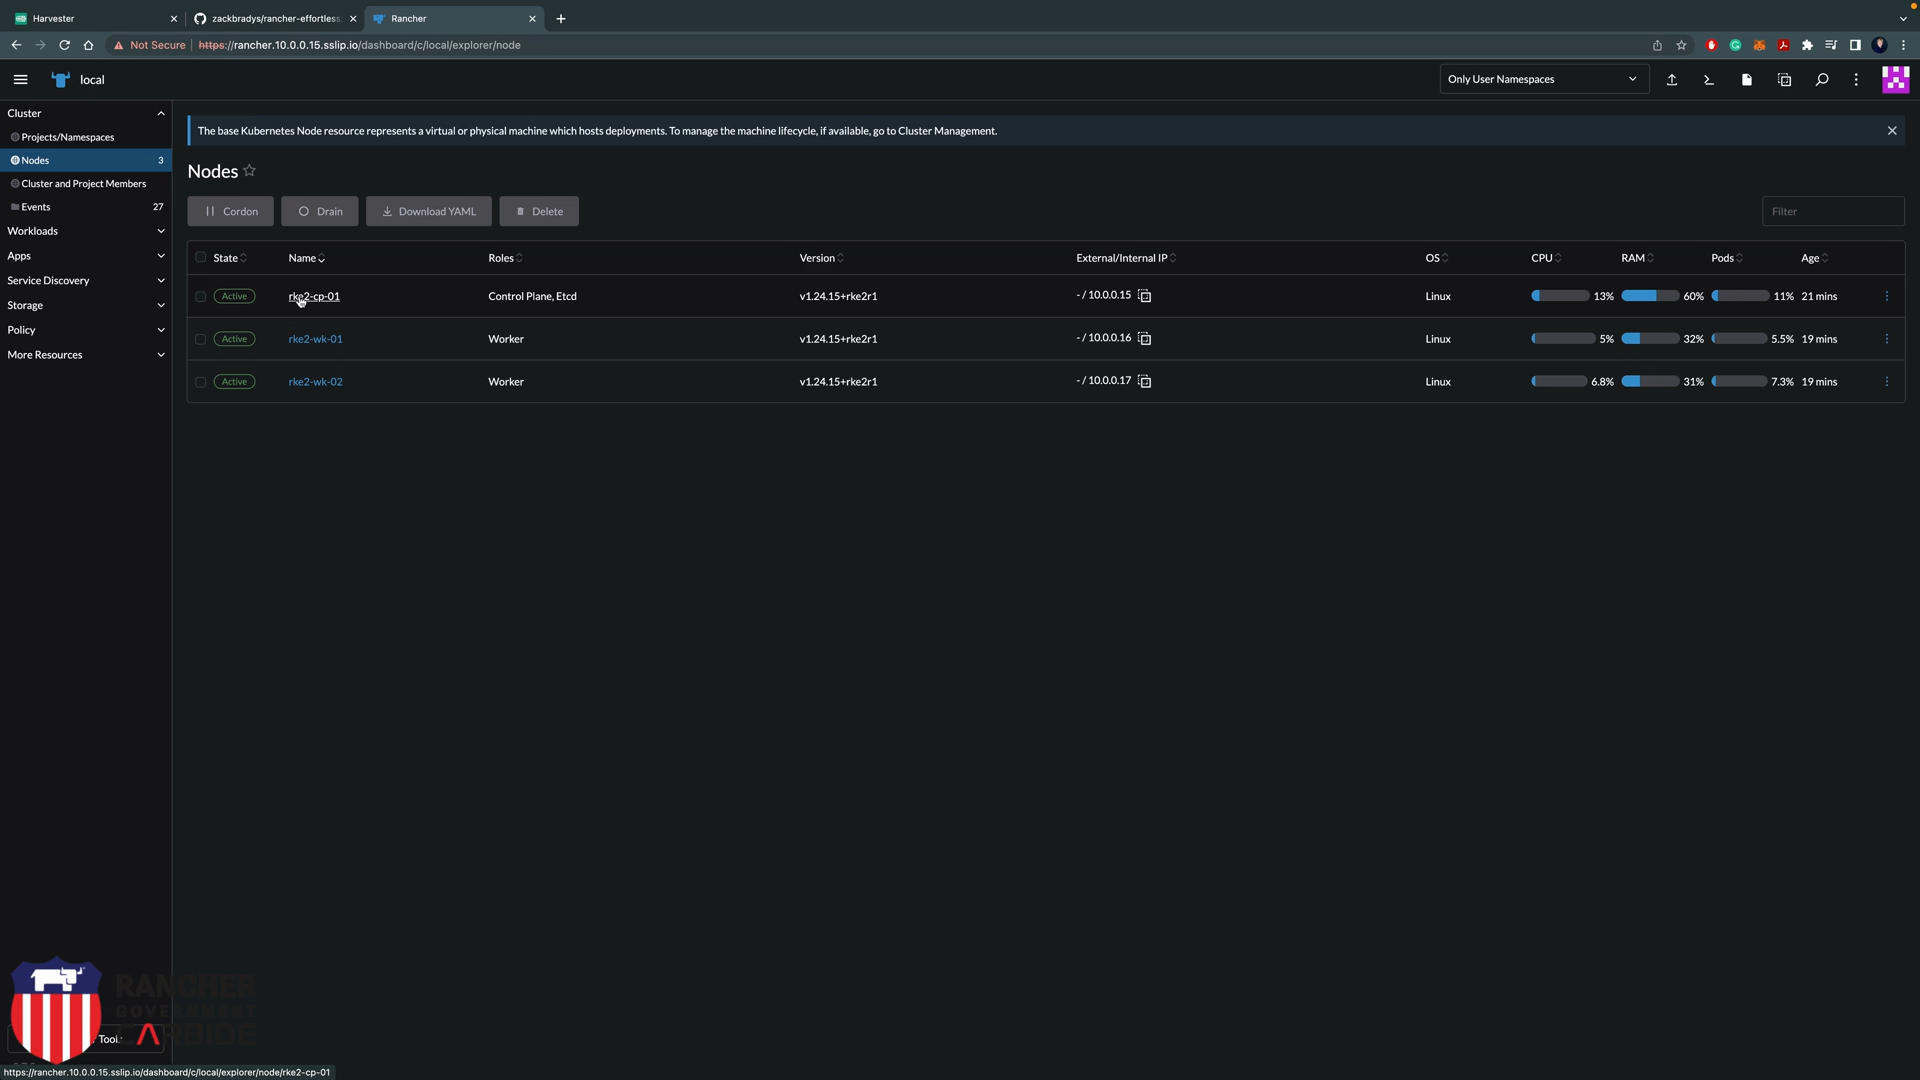 Harvester
zackbradys/rancher-effortless
Rancher
Not Secure
https://rancher.10.0.0.15.sslip.io/dashboard/c/local/explorer/node
local
Only User Namespaces
Cluster
Projects/Namespaces
Nodes 3
Cluster and Project Members
Events 27
Workloads
Apps
Service Discovery
Storage
Policy
More Resources
The base Kubernetes Node resource represents a virtual or physical machine which hosts deployments. To manage the machine lifecycle, if available, go to Cluster Management.
Nodes
Cordon Drain Download YAML Delete
Filter
State Name Roles Version External/Internal IP OS CPU RAM Pods Age
Active rke2-cp-01 Control Plane, Etcd v1.24.15+rke2r1 - / 10.0.0.15 Linux 13% 60% 11% 21 mins
Active rke2-wk-01 Worker v1.24.15+rke2r1 - / 10.0.0.16 Linux 5% 32% 5.5% 19 mins
Active rke2-wk-02 Worker v1.24.15+rke2r1 - / 10.0.0.17 Linux 6.8% 31% 7.3% 19 mins
RANCHER
GOVERNMENT
CARBIDE
https://rancher.10.0.0.15.sslip.io/dashboard/c/local/explorer/node/rke2-cp-01